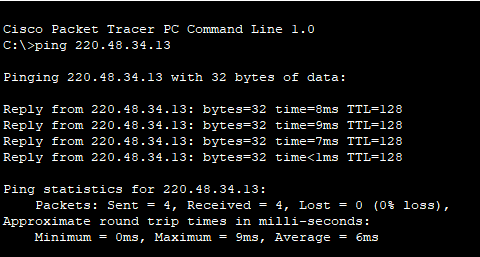 Cisco Packet Tracer PC Command Line 1.0
C:\>ping 220.48.34.13
Pinging 220.48.34.13 with 32 bytes of data:
Reply from 220.48.34.13: bytes=32 time=8ms TTL=128
Reply from 220.48.34.13: bytes=32 time=9ms TTL=128
Reply from 220.48.34.13: bytes=32 time=7ms TTL=128
Reply from 220.48.34.13: bytes=32 time<1ms TTL=128
Ping statistics for 220.48.34.13:
    Packets: Sent = 4, Received = 4, Lost = 0 (0% loss),
Approximate round trip times in milli-seconds:
    Minimum = 0ms, Maximum = 9ms, Average = 6ms